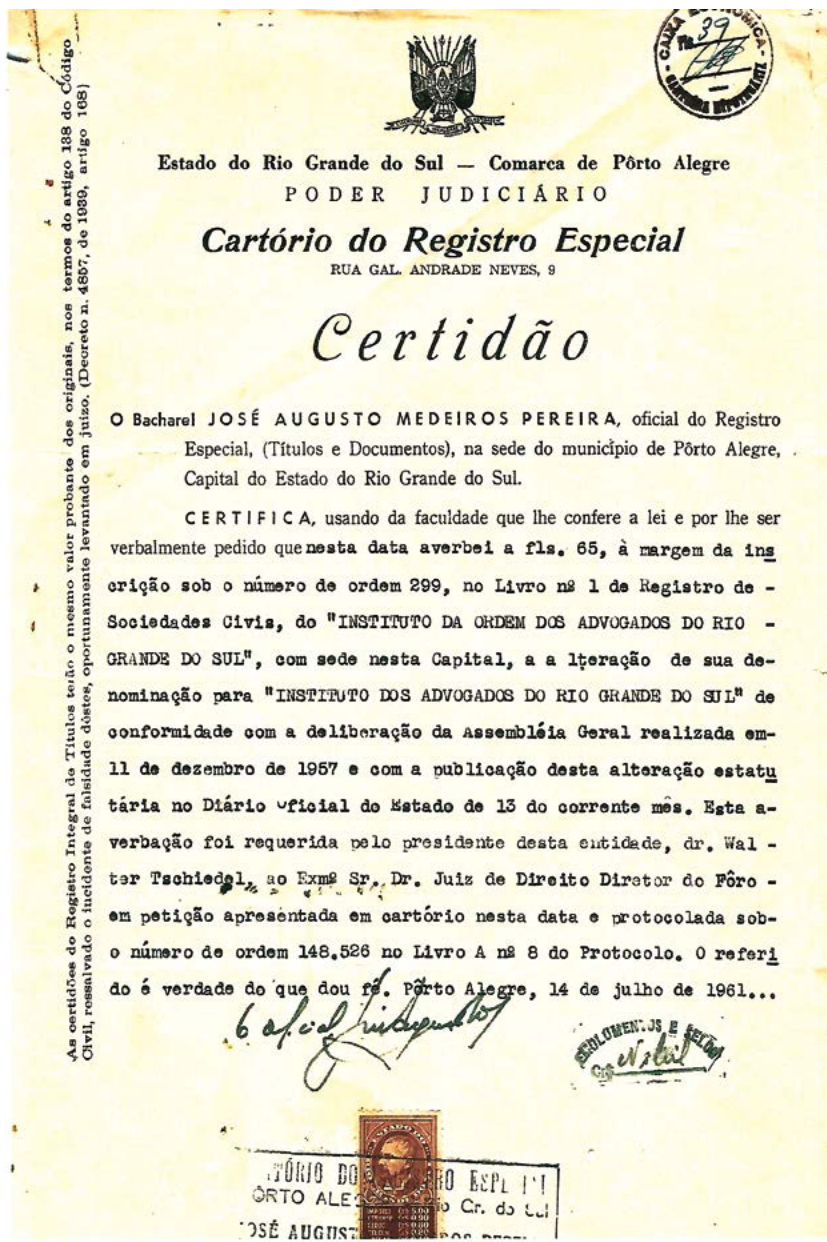 CAIXA ECONOMICA
Fls. 39
Estado do Rio Grande do Sul — Comarca de Pôrto Alegre
PODER JUDICIÁRIO
Cartório do Registro Especial
RUA GAL. ANDRADE NEVES, 9
Certidão
O Bacharel JOSÉ AUGUSTO MEDEIROS PEREIRA, oficial do Registro
Especial, (Títulos e Documentos), na sede do município de Pôrto Alegre,
Capital do Estado do Rio Grande do Sul.
CERTIFICA, usando da faculdade que lhe confere a lei e por lhe ser
verbalmente pedido que nesta data averbei a fls. 65, à margem da ins
crição sob o número de ordem 299, no Livro nº 1 de Registro de -
Sociedades Civis, do "INSTITUTO DA ORDEM DOS ADVOGADOS DO RIO -
GRANDE DO SUL", com sede nesta Capital, a a lteração de sua de-
nominação para "INSTITUTO DOS ADVOGADOS DO RIO GRANDE DO SUL" de
conformidade com a deliberação da Assembléia Geral realizada em-
11 de dezembro de 1957 e com a publicação desta alteração estatu
tária no Diário Oficial do Estado de 13 do corrente mês. Esta a-
verbação foi requerida pelo presidente desta entidade, dr. Wal -
ter Tschiedel, ao Exmº Sr. Dr. Juiz de Direito Diretor do Fôro -
em petição apresentada em cartório nesta data e protocolada sob-
o número de ordem 148.526 no Livro A nº 8 do Protocolo. O referi
do é verdade do que dou fé. Pôrto Alegre, 14 de julho de 1961...
EMOLUMENTOS E SELOS
Cr$
As certidões do Registro Integral de Títulos terão o mesmo valor probante dos originais, nos termos do artigo 138 do Código
Civil, ressalvado o incidente de falsidade dêstes, oportunamente levantado em juízo. (Decreto n. 4857, de 1939, artigo 168)
JOSÉ AUGUST